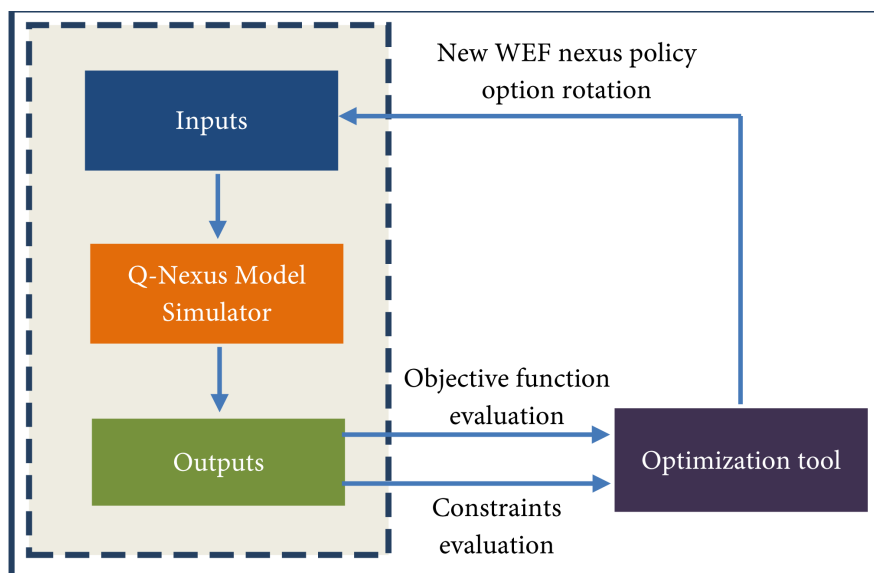 New WEF nexus policy
option rotation
Inputs
Q-Nexus Model
Simulator
Objective function
evaluation
Outputs
Optimization tool
Constraints
evaluation